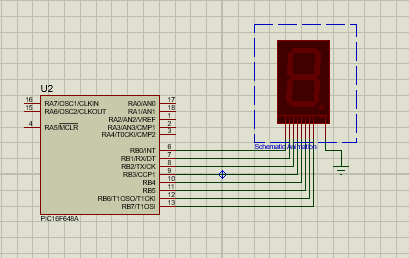 U2
16 RA7/OSC1/CLKIN RA0/AN0 17
15 RA6/OSC2/CLKOUT RA1/AN1 18
RA2/AN2/VREF 1
4 RA5/MCLR RA3/AN3/CMP1 2
RA4/T0CKI/CMP2 3
RB0/INT 6
RB1/RX/DT 7
RB2/TX/CK 8
RB3/CCP1 9
RB4 10
RB5 11
RB6/T1OSO/T1CKI 12
RB7/T1OSI 13
PIC16F648A
Schematic Animation